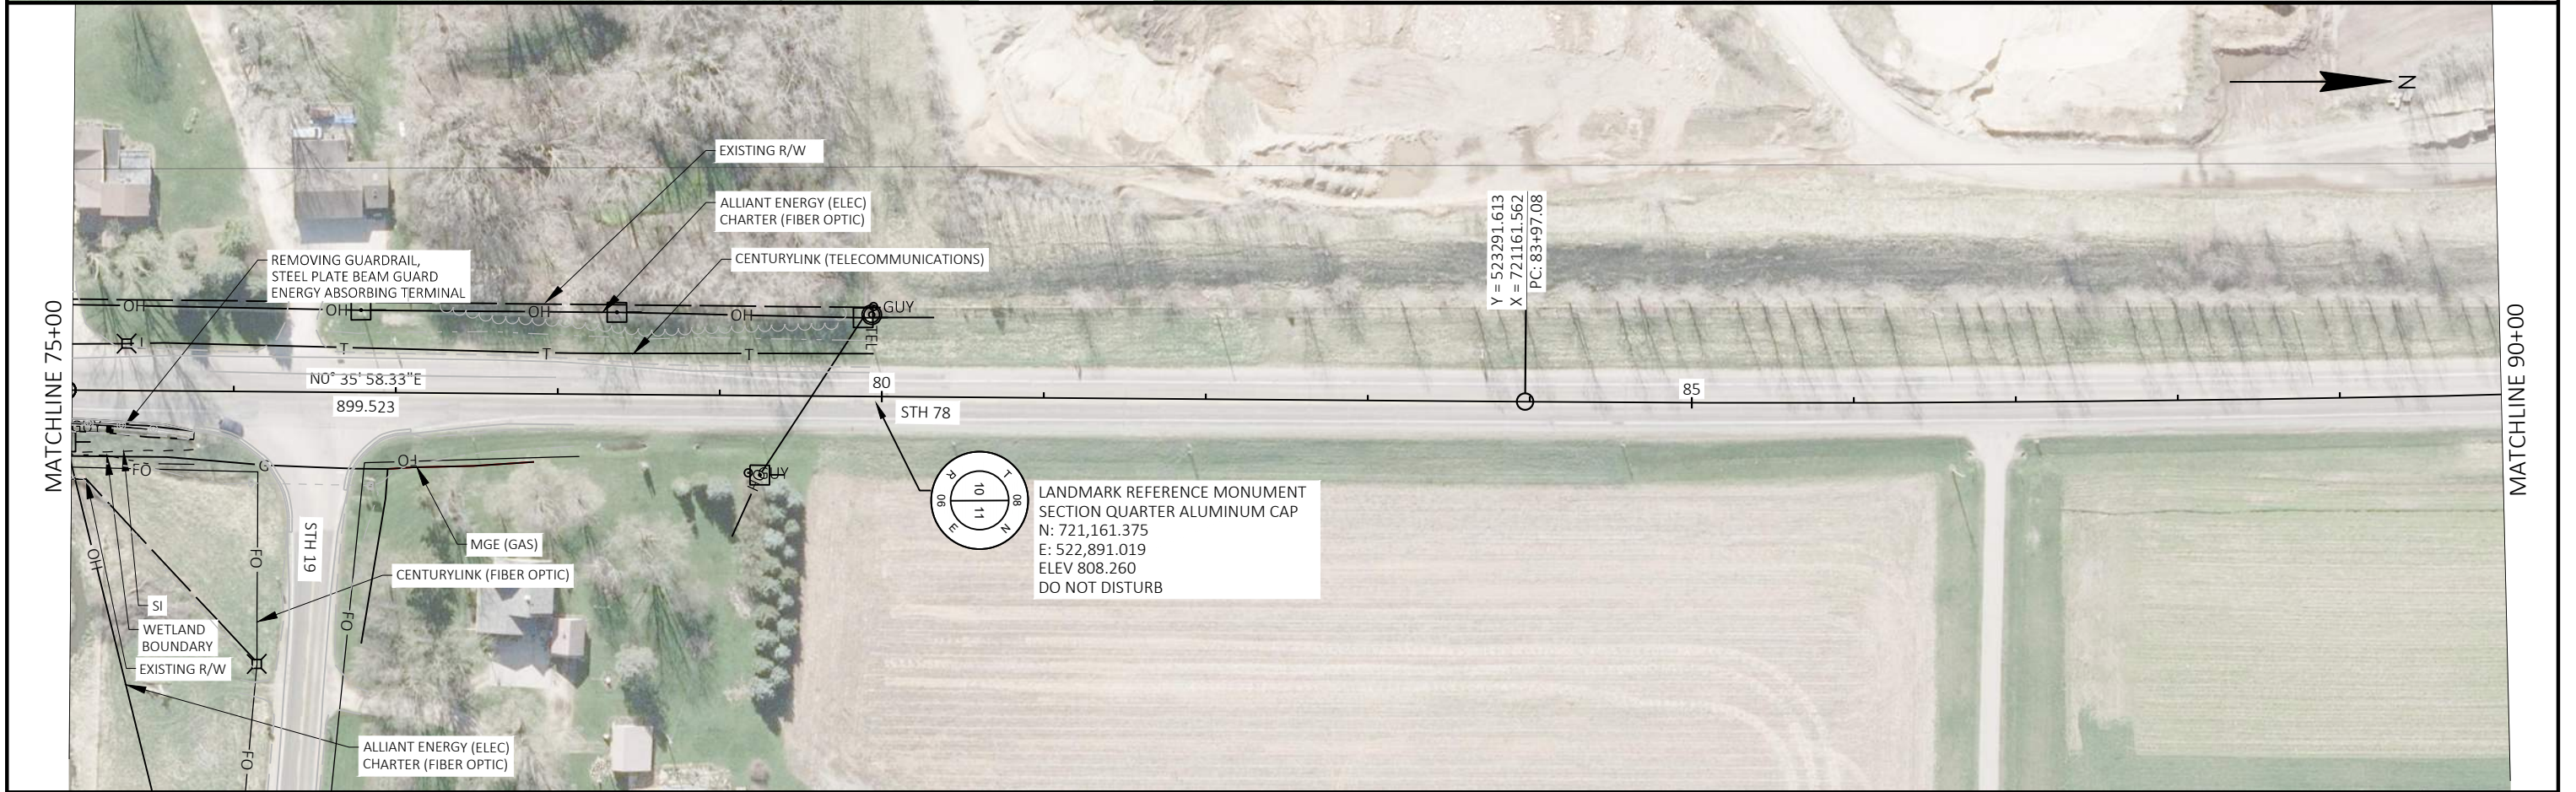 N
EXISTING R/W
ALLIANT ENERGY (ELEC)
CHARTER (FIBER OPTIC)
CENTURYLINK (TELECOMMUNICATIONS)
REMOVING GUARDRAIL,
STEEL PLATE BEAM GUARD
ENERGY ABSORBING TERMINAL
Y = 523291.613
X = 721161.562
PC: 83+97.08
MATCHLINE 75+00
MATCHLINE 90+00
OH
OH
OH
OH
GUY
TEL
T
T
T
N0° 35' 58.33"E
899.523
80
85
STH 78
GUY
FO
G
OH
GUY
T
R
08
06
10
11
E
N
LANDMARK REFERENCE MONUMENT
SECTION QUARTER ALUMINUM CAP
N: 721,161.375
E: 522,891.019
ELEV 808.260
DO NOT DISTURB
STH 19
MGE (GAS)
CENTURYLINK (FIBER OPTIC)
OH
FO
FO
FO
SI
WETLAND
BOUNDARY
EXISTING R/W
ALLIANT ENERGY (ELEC)
CHARTER (FIBER OPTIC)